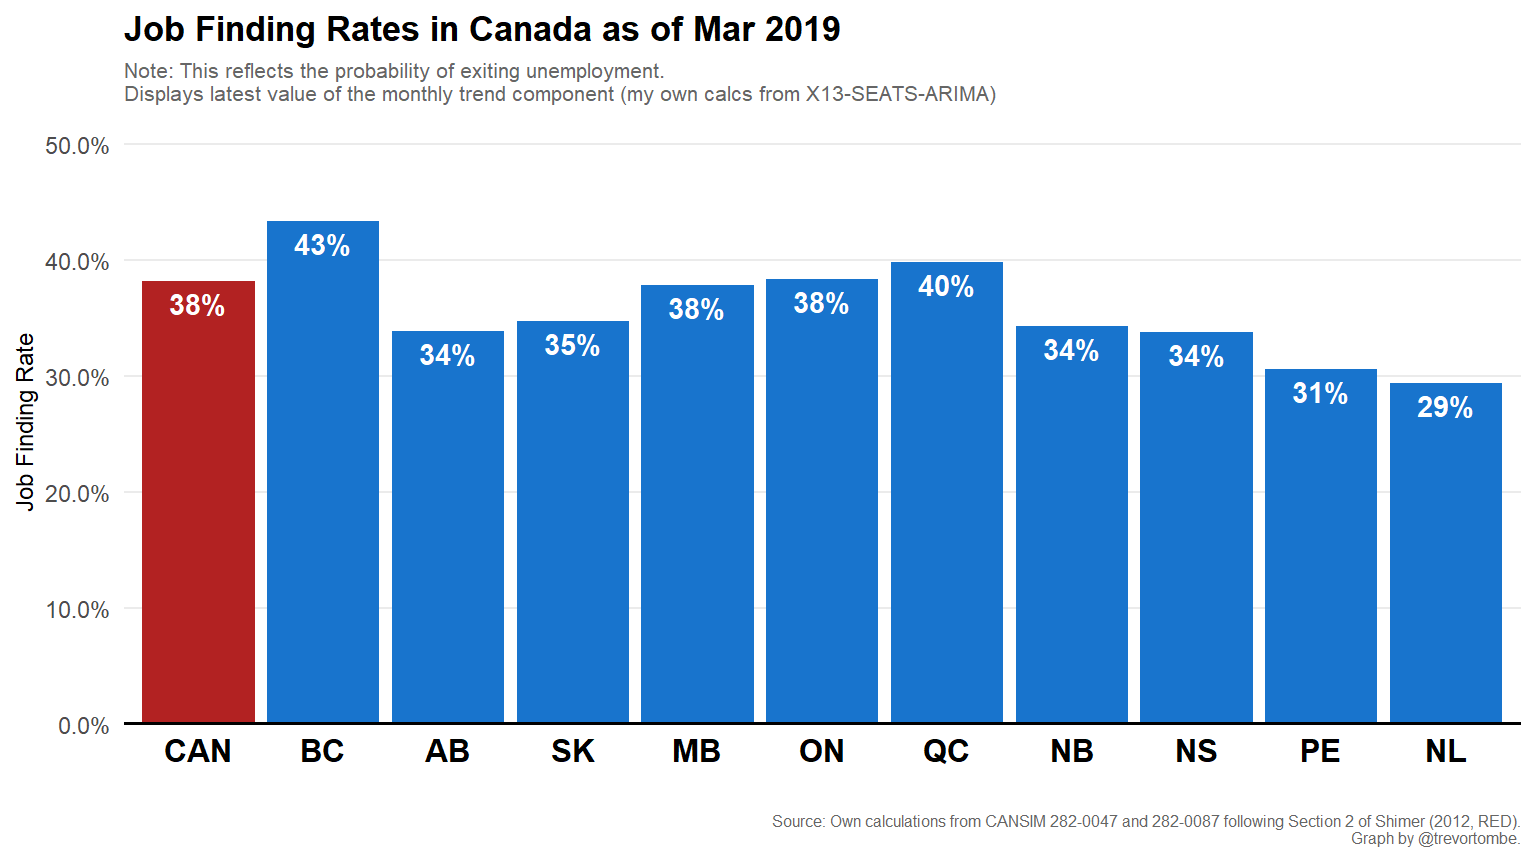 Job Finding Rates in Canada as of Mar 2019
Note: This reflects the probability of exiting unemployment.
Displays latest value of the monthly trend component (my own calcs from X13-SEATS-ARIMA)
Job Finding Rate
50.0%
40.0%
30.0%
20.0%
10.0%
0.0%
38%
43%
34%
35%
38%
38%
40%
34%
34%
31%
29%
CAN
BC
AB
SK
MB
ON
QC
NB
NS
PE
NL
Source: Own calculations from CANSIM 282-0047 and 282-0087 following Section 2 of Shimer (2012, RED).
Graph by @trevortombe.